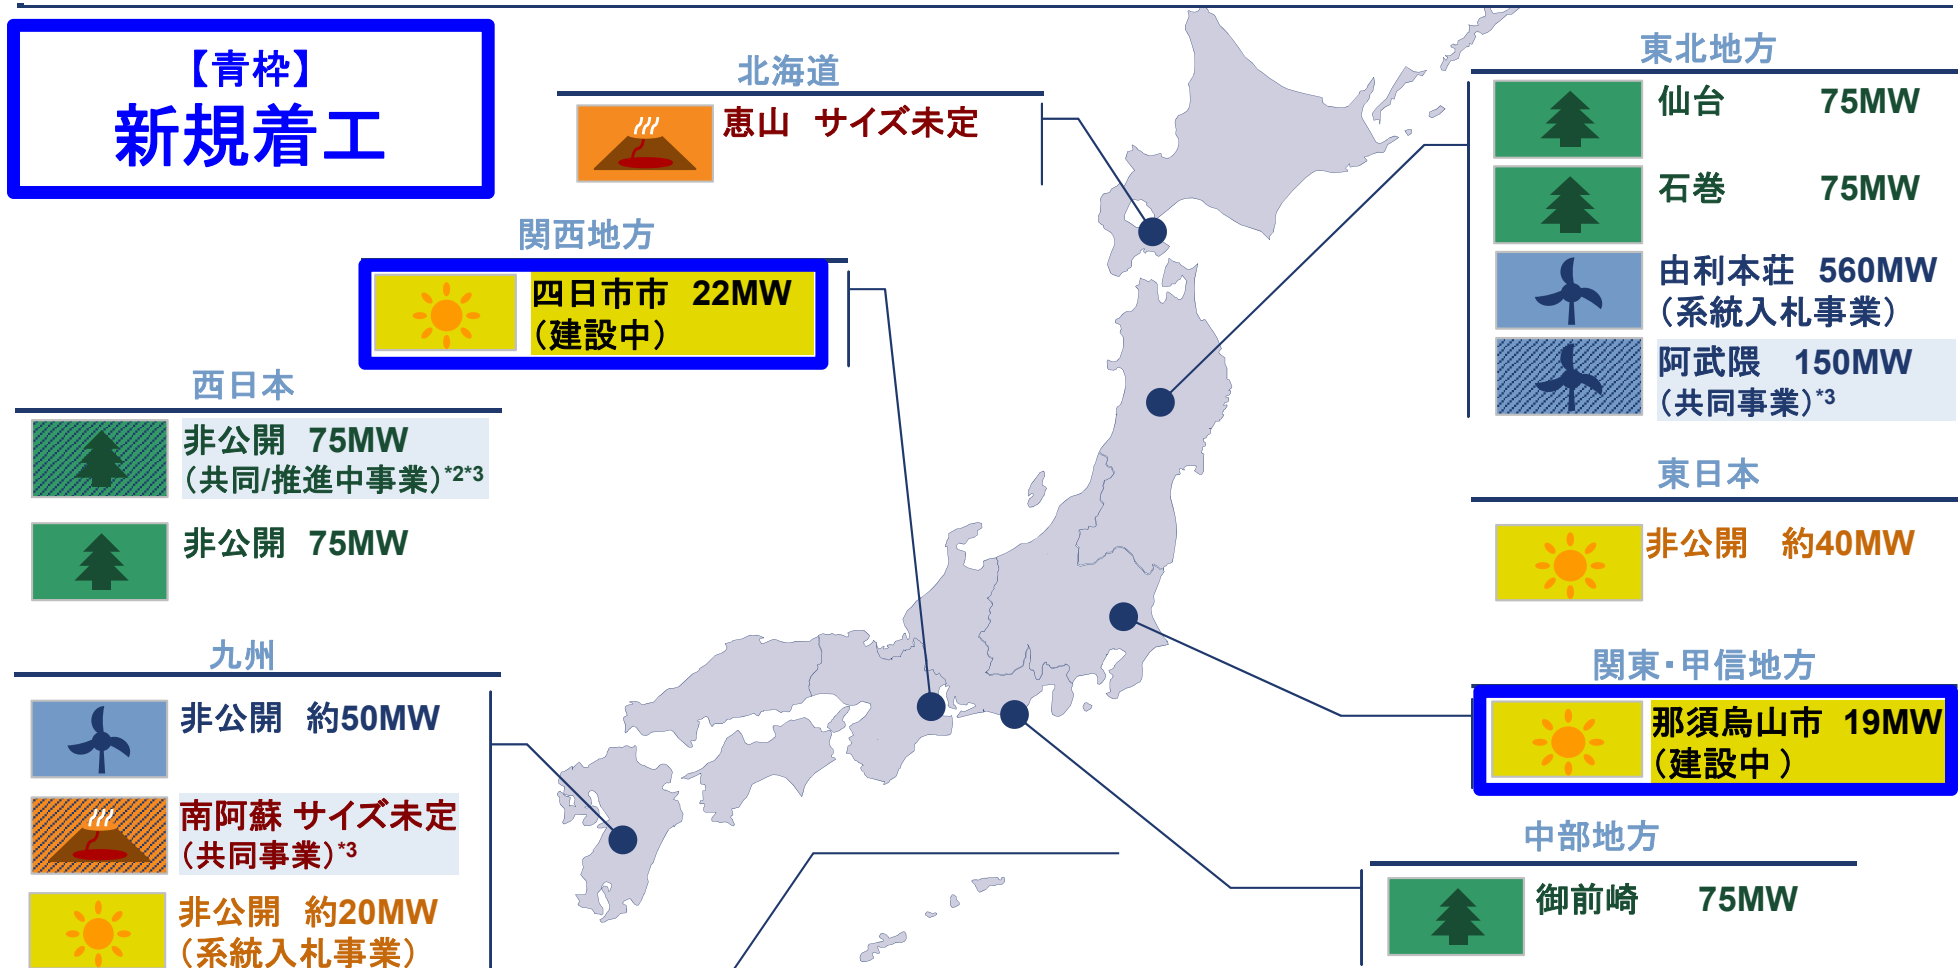 【青枠】
新規着工
北海道
恵山 サイズ未定
関西地方
四日市市 22MW
(建設中)
西日本
非公開 75MW
(共同/推進中事業)*2*3
非公開 75MW
九州
非公開 約50MW
南阿蘇 サイズ未定
(共同事業)*3
非公開 約20MW
(系統入札事業)
東北地方
仙台 75MW
石巻 75MW
由利本荘 560MW
(系統入札事業)
阿武隈 150MW
(共同事業)*3
東日本
非公開 約40MW
関東・甲信地方
那須烏山市 19MW
(建設中)
中部地方
御前崎 75MW